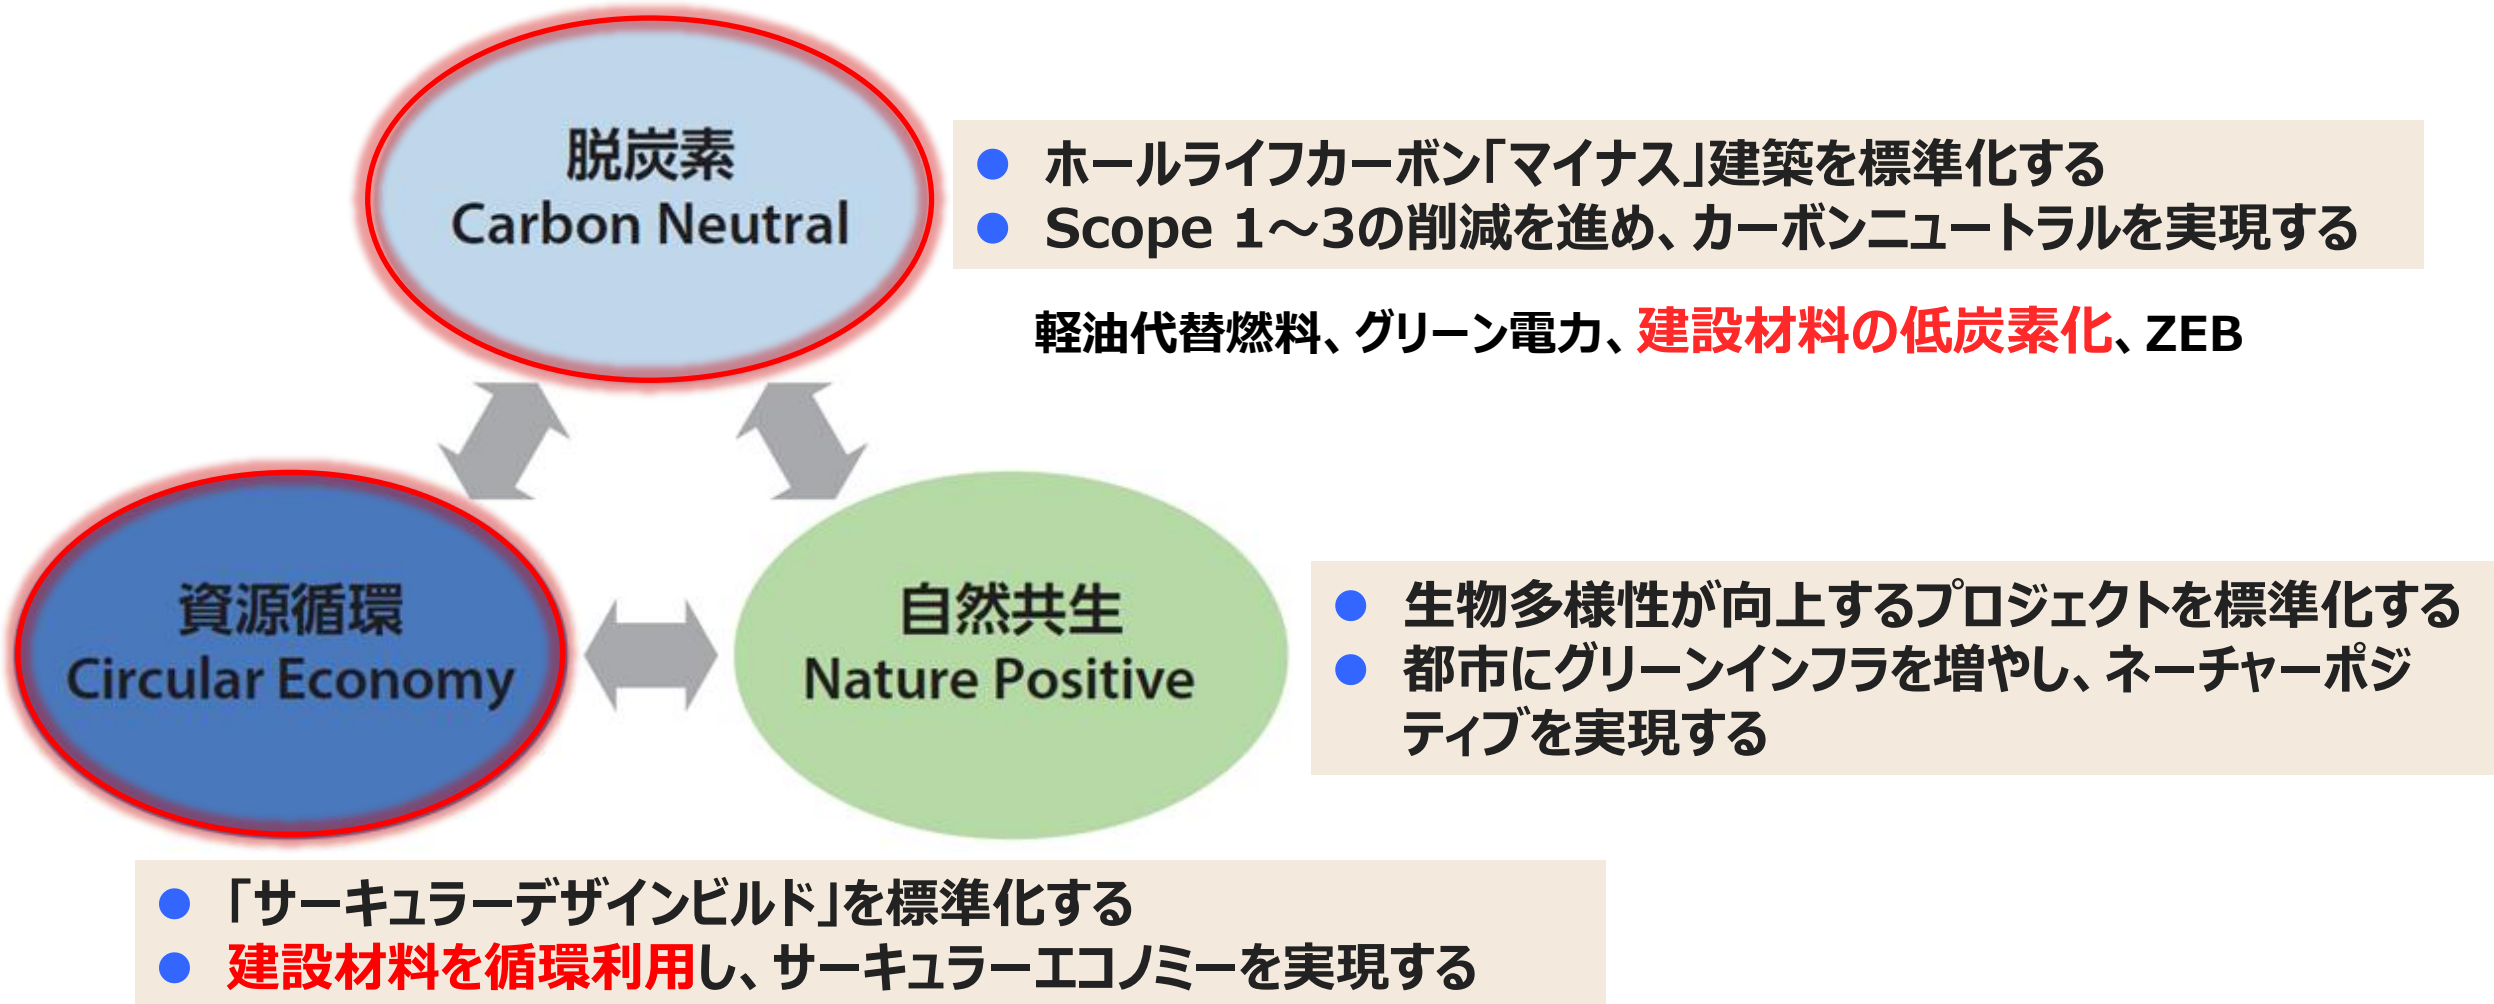 脱炭素
Carbon Neutral
● ホールライフカーボン「マイナス」建築を標準化する
● Scope 1～3の削減を進め、カーボンニュートラルを実現する
軽油代替燃料、グリーン電力、建設材料の低炭素化、ZEB
資源循環
Circular Economy
自然共生
Nature Positive
● 生物多様性が向上するプロジェクトを標準化する
● 都市にグリーンインフラを増やし、ネーチャーポジ
ティブを実現する
● 「サーキュラーデザインビルド」を標準化する
● 建設材料を循環利用し、サーキュラーエコノミーを実現する